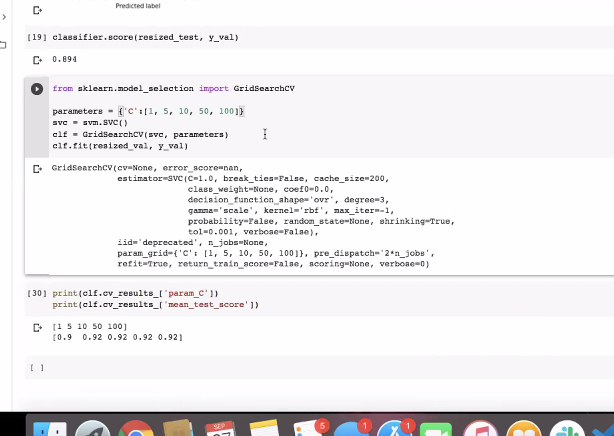 Predicted label
[19] classifier.score(resized_test, y_val)
0.894
from sklearn.model_selection import GridSearchCV
parameters = {'C':[1, 5, 10, 50, 100]}
svc = svm.SVC()
clf = GridSearchCV(svc, parameters)
clf.fit(resized_val, y_val)
GridSearchCV(cv=None, error_score=nan,
estimator=SVC(C=1.0, break_ties=False, cache_size=200,
class_weight=None, coef0=0.0,
decision_function_shape='ovr', degree=3,
gamma='scale', kernel='rbf', max_iter=-1,
probability=False, random_state=None, shrinking=True,
tol=0.001, verbose=False),
iid='deprecated', n_jobs=None,
param_grid={'C': [1, 5, 10, 50, 100]}, pre_dispatch='2*n_jobs',
refit=True, return_train_score=False, scoring=None, verbose=0)
[30] print(clf.cv_results_['param_C'])
print(clf.cv_results_['mean_test_score'])
[1 5 10 50 100]
[0.9 0.92 0.92 0.92 0.92]
[ ]
SEP
5
1
1